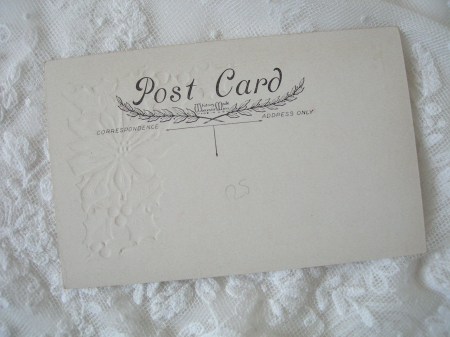 Post Card
CORRESPONDENCE
ADDRESS ONLY